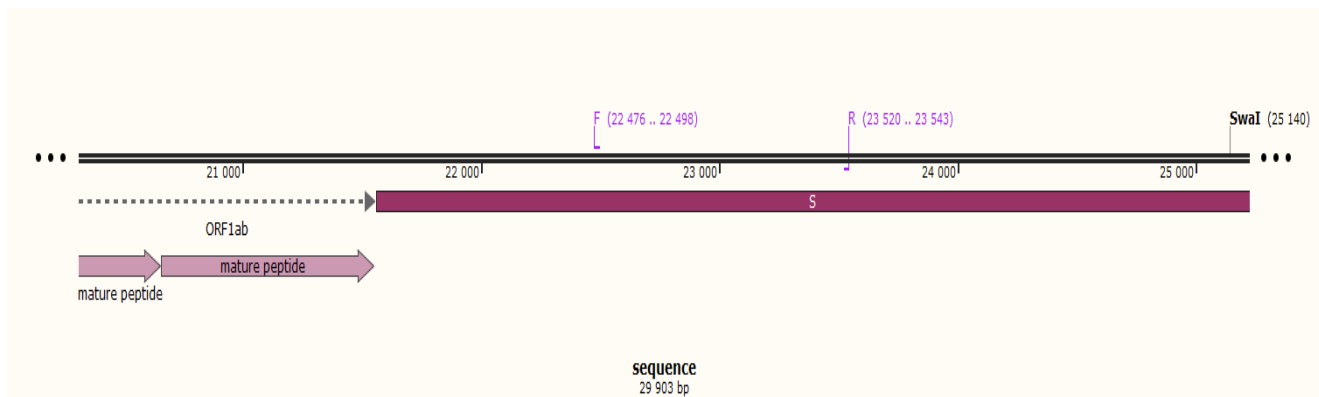 F (22 476 .. 22 498) R (23 520 .. 23 543) SwaI (25 140)
21 000 22 000 23 000 24 000 25 000
S
ORF1ab
mature peptide
mature peptide
sequence
29 903 bp